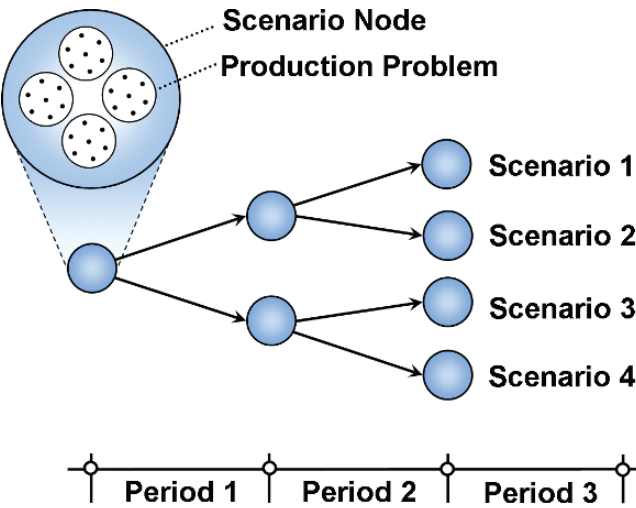 Scenario Node
Production Problem
Scenario 1
Scenario 2
Scenario 3
Scenario 4
Period 1
Period 2
Period 3